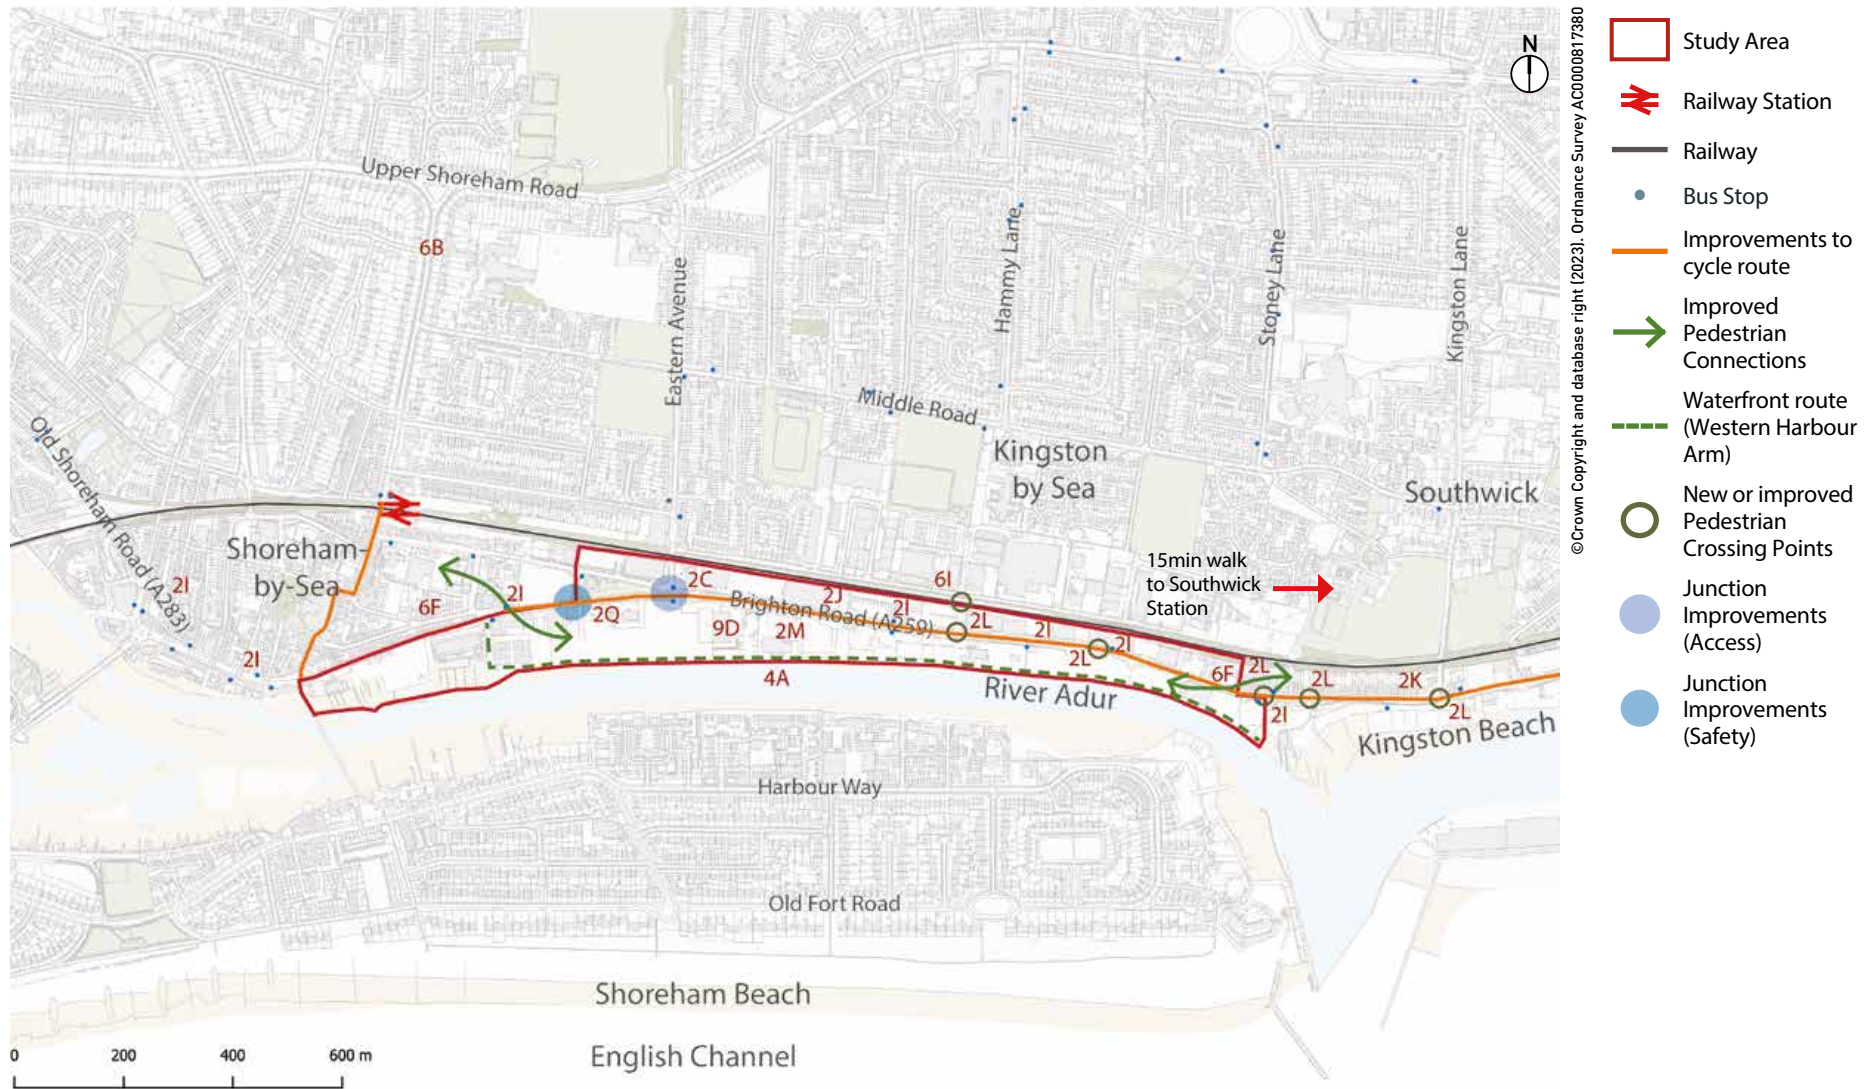 N
Upper Shoreham Road
6B
Eastern Avenue
Hammy Lane
Stoney Lane
Kingston Lane
Middle Road
Kingston
by Sea
Southwick
Old Shoreham Road (A283)
Shoreham-
by-Sea
15min walk
to Southwick
Station
2I
2I
6F
2I
2Q
2C
9D
2M
2J
2I
6I
2L
2I
2L
2I
6F
2L
2I
2L
2K
2L
Brighton Road (A259)
4A
River Adur
Kingston Beach
Harbour Way
Old Fort Road
Shoreham Beach
English Channel
0 200 400 600 m
©Crown Copyright and database right (2023). Ordnance Survey AC0000817380
Study Area
Railway Station
Railway
Bus Stop
Improvements to
cycle route
Improved
Pedestrian
Connections
Waterfront route
(Western Harbour
Arm)
New or improved
Pedestrian
Crossing Points
Junction
Improvements
(Access)
Junction
Improvements
(Safety)